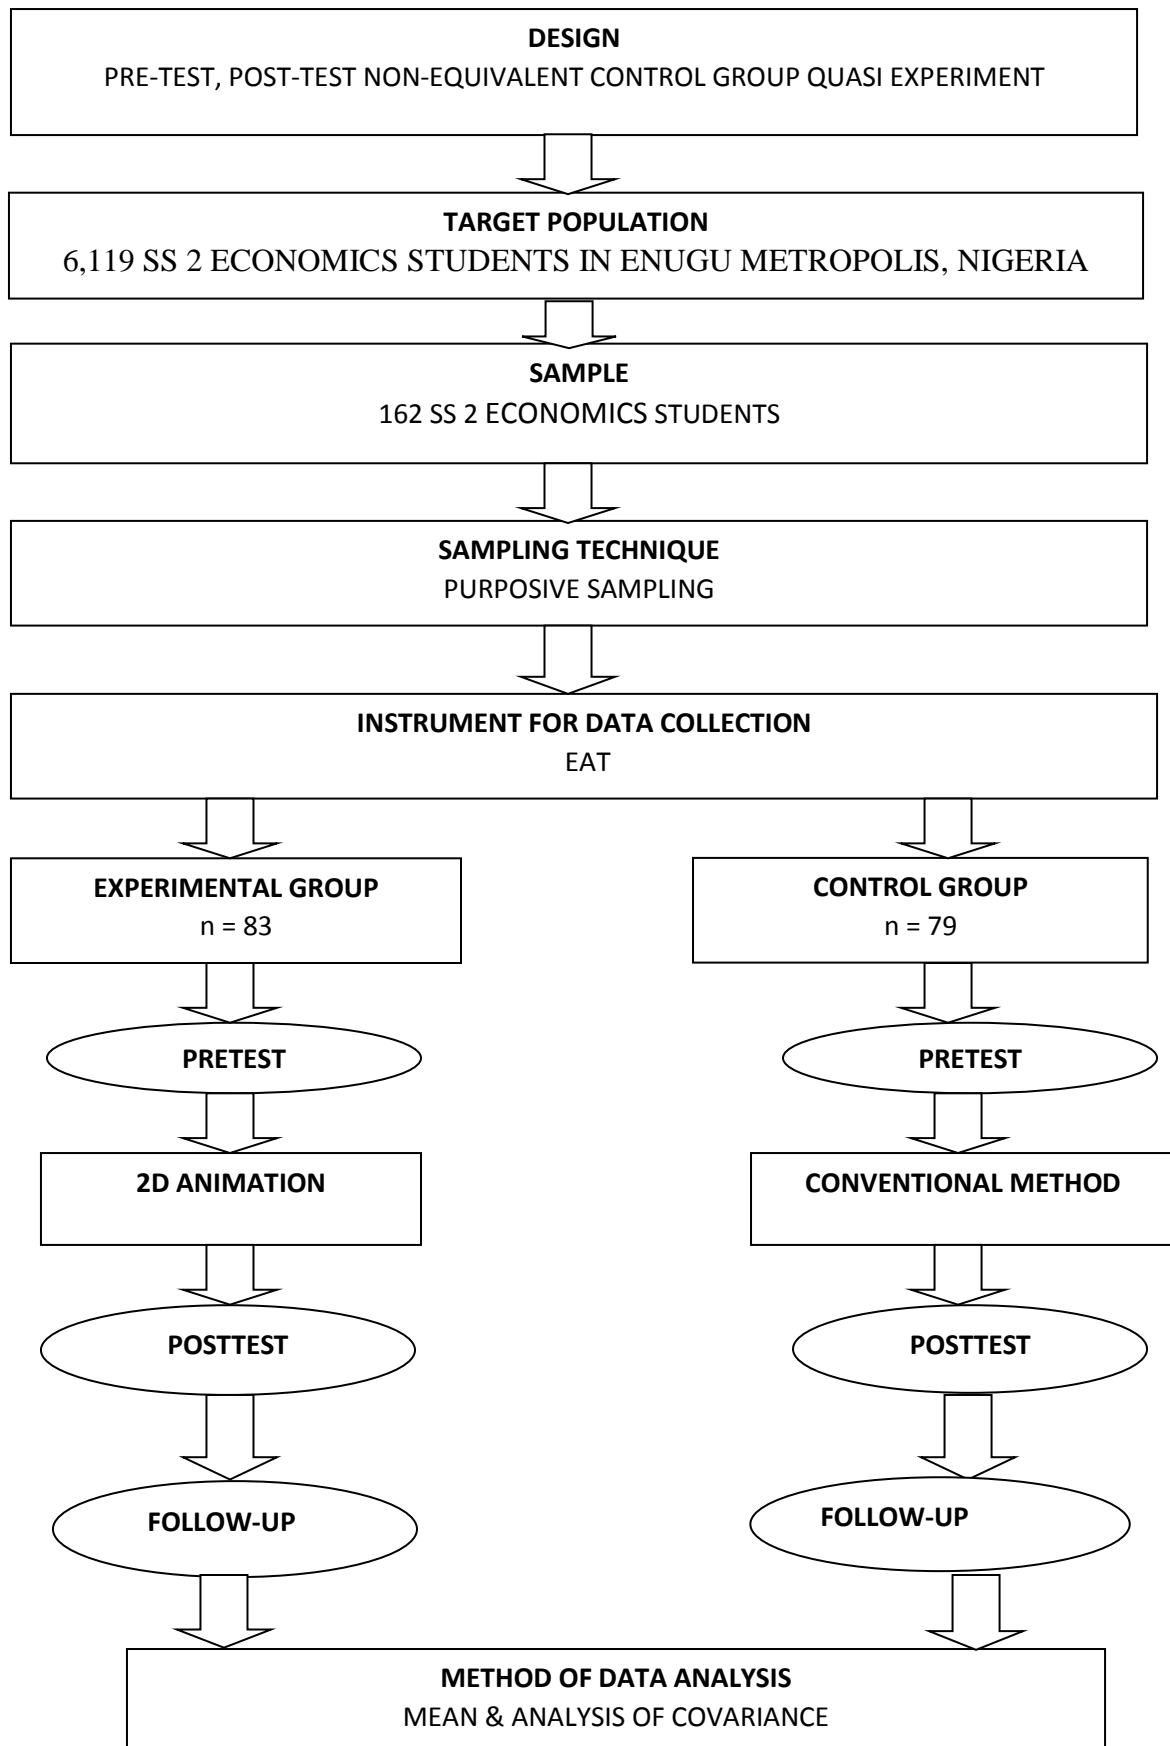 DESIGN
PRE-TEST, POST-TEST NON-EQUIVALENT CONTROL GROUP QUASI EXPERIMENT
TARGET POPULATION
6,119 SS 2 ECONOMICS STUDENTS IN ENUGU METROPOLIS, NIGERIA
SAMPLE
162 SS 2 ECONOMICS STUDENTS
SAMPLING TECHNIQUE
PURPOSIVE SAMPLING
INSTRUMENT FOR DATA COLLECTION
EAT
EXPERIMENTAL GROUP
n = 83
CONTROL GROUP
n = 79
PRETEST
PRETEST
2D ANIMATION
CONVENTIONAL METHOD
POSTTEST
POSTTEST
FOLLOW-UP
FOLLOW-UP
METHOD OF DATA ANALYSIS
MEAN & ANALYSIS OF COVARIANCE